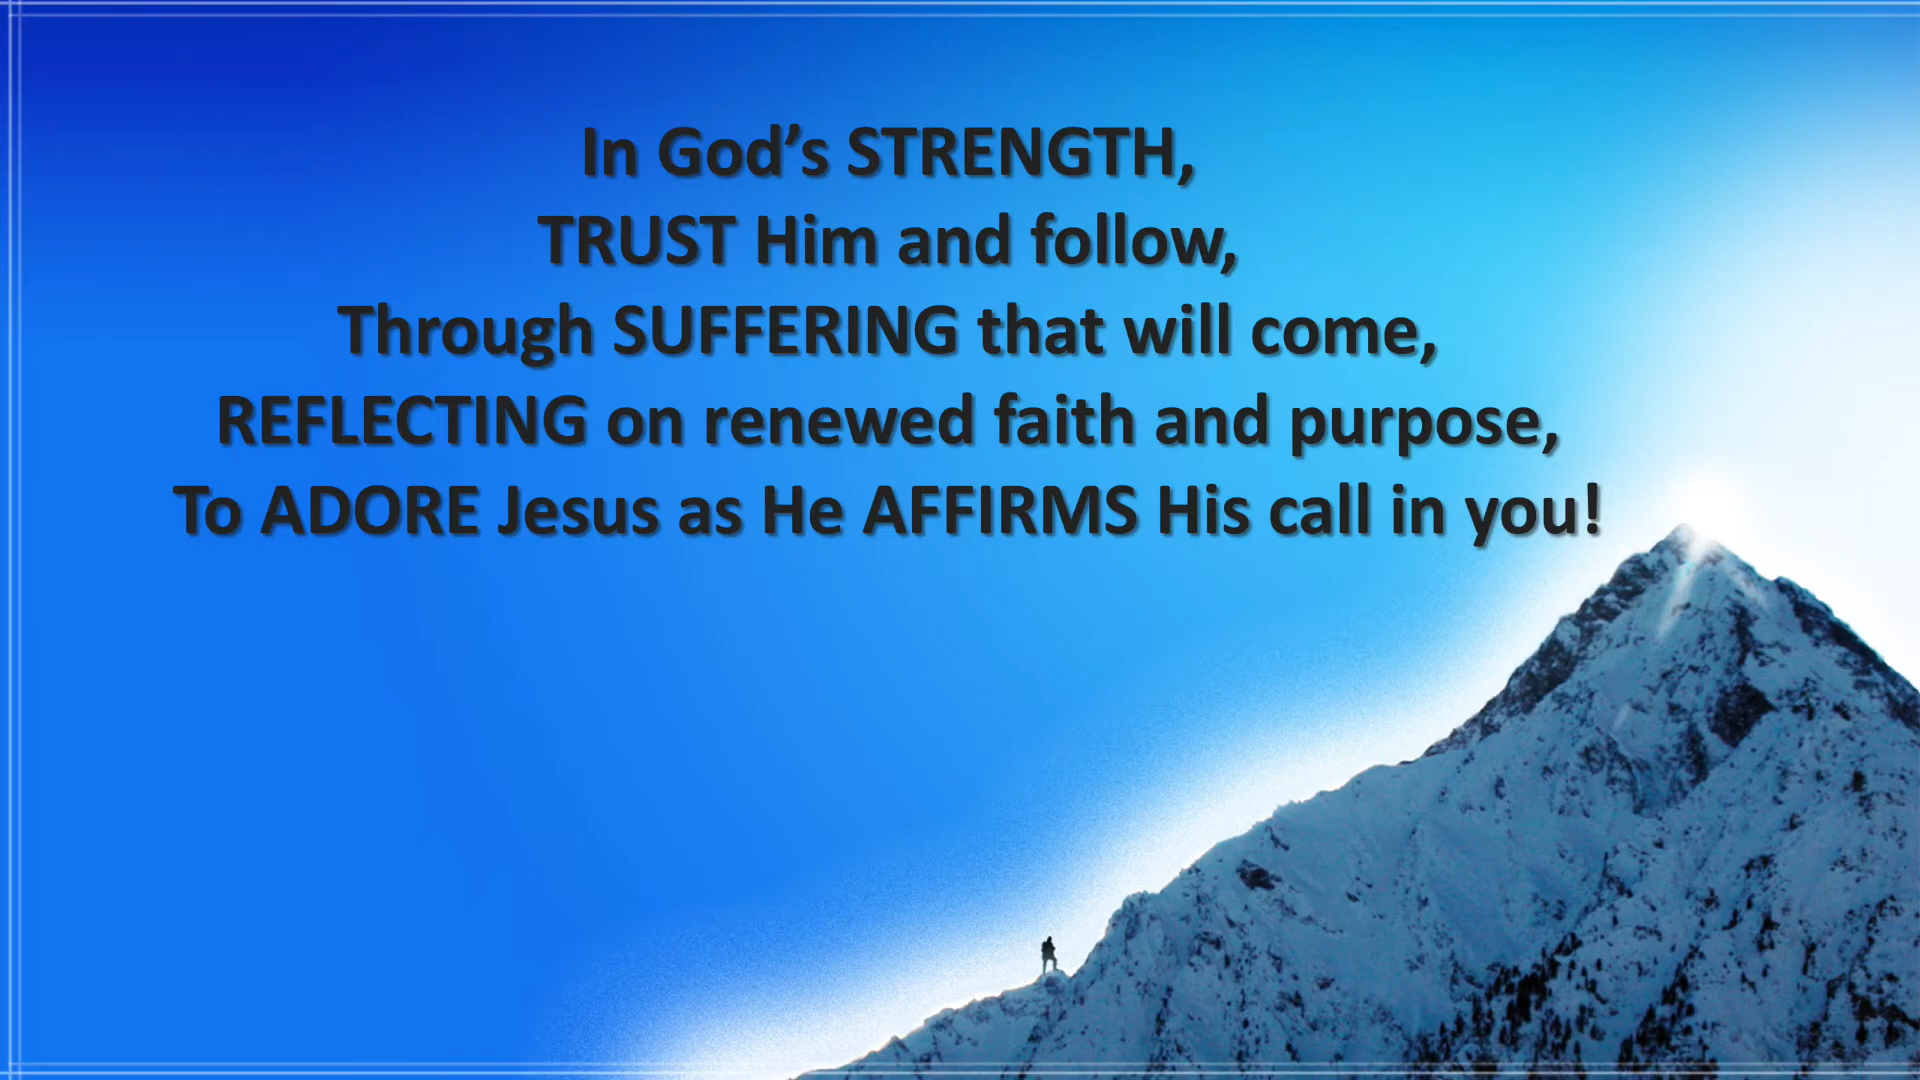 In God’s STRENGTH,
TRUST Him and follow,
Through SUFFERING that will come,
REFLECTING on renewed faith and purpose,
To ADORE Jesus as He AFFIRMS His call in you!